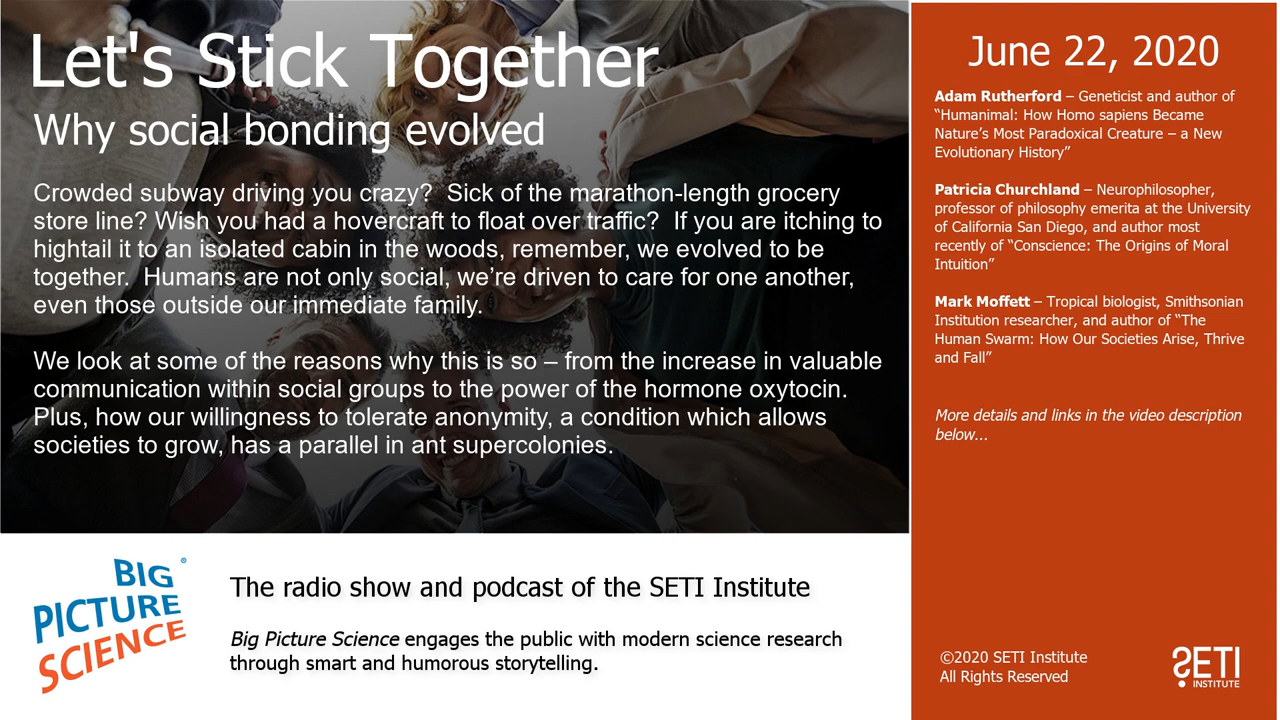 Let's Stick Together
Why social bonding evolved
Crowded subway driving you crazy?  Sick of the marathon-length grocery
store line? Wish you had a hovercraft to float over traffic?  If you are itching to
hightail it to an isolated cabin in the woods, remember, we evolved to be
together.  Humans are not only social, we’re driven to care for one another,
even those outside our immediate family.
We look at some of the reasons why this is so – from the increase in valuable
communication within social groups to the power of the hormone oxytocin.
Plus, how our willingness to tolerate anonymity, a condition which allows
societies to grow, has a parallel in ant supercolonies.
June 22, 2020
Adam Rutherford – Geneticist and author of
“Humanimal: How Homo sapiens Became
Nature’s Most Paradoxical Creature – a New
Evolutionary History”
Patricia Churchland – Neurophilosopher,
professor of philosophy emerita at the University
of California San Diego, and author most
recently of “Conscience: The Origins of Moral
Intuition”
Mark Moffett – Tropical biologist, Smithsonian
Institution researcher, and author of “The
Human Swarm: How Our Societies Arise, Thrive
and Fall”
More details and links in the video description
below...
BIG ®
PICTURE
SCIENCE
The radio show and podcast of the SETI Institute
Big Picture Science engages the public with modern science research
through smart and humorous storytelling.
©2020 SETI Institute
All Rights Reserved
SETI
INSTITUTE